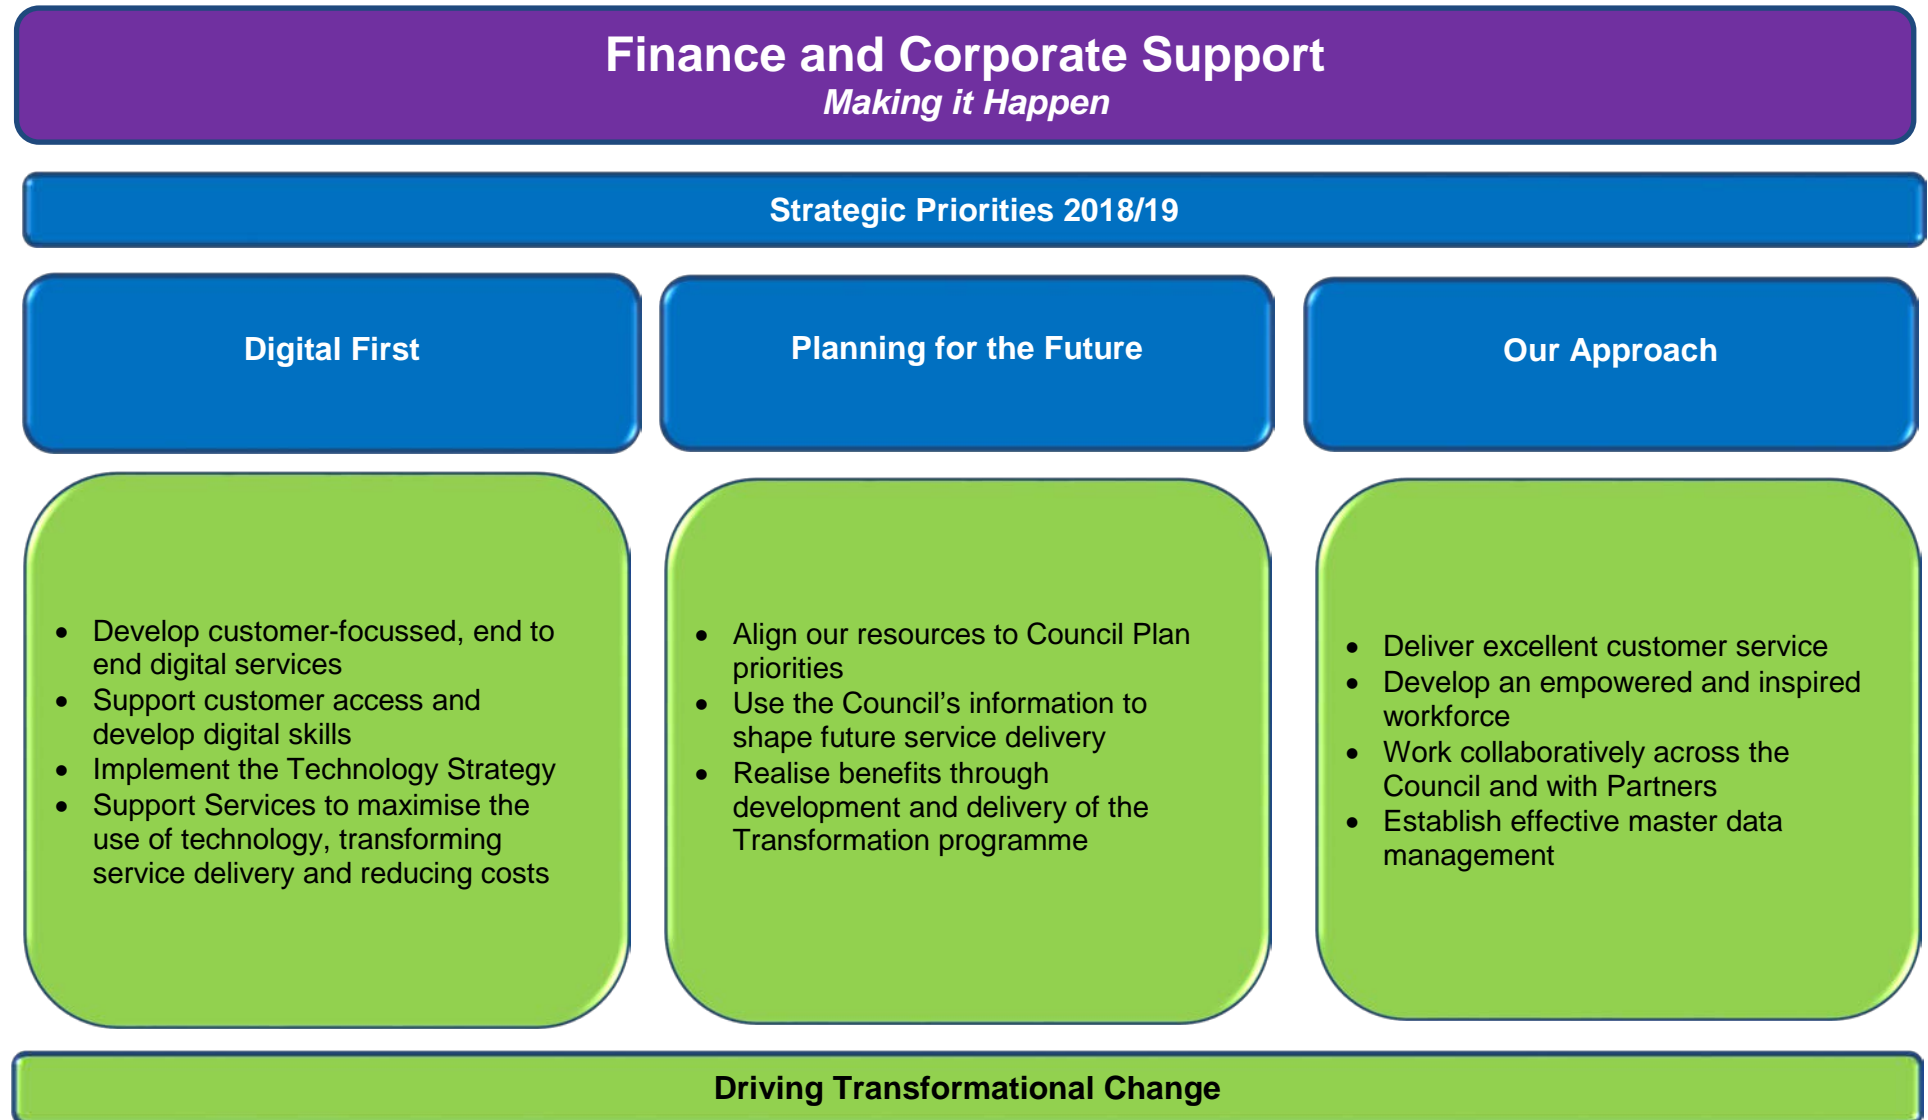 Finance and Corporate Support
Making it Happen
Strategic Priorities 2018/19
Digital First
Planning for the Future
Our Approach
• Develop customer-focussed, end to
end digital services
• Support customer access and
develop digital skills
• Implement the Technology Strategy
• Support Services to maximise the
use of technology, transforming
service delivery and reducing costs
• Align our resources to Council Plan
priorities
• Use the Council’s information to
shape future service delivery
• Realise benefits through
development and delivery of the
Transformation programme
• Deliver excellent customer service
• Develop an empowered and inspired
workforce
• Work collaboratively across the
Council and with Partners
• Establish effective master data
management
Driving Transformational Change